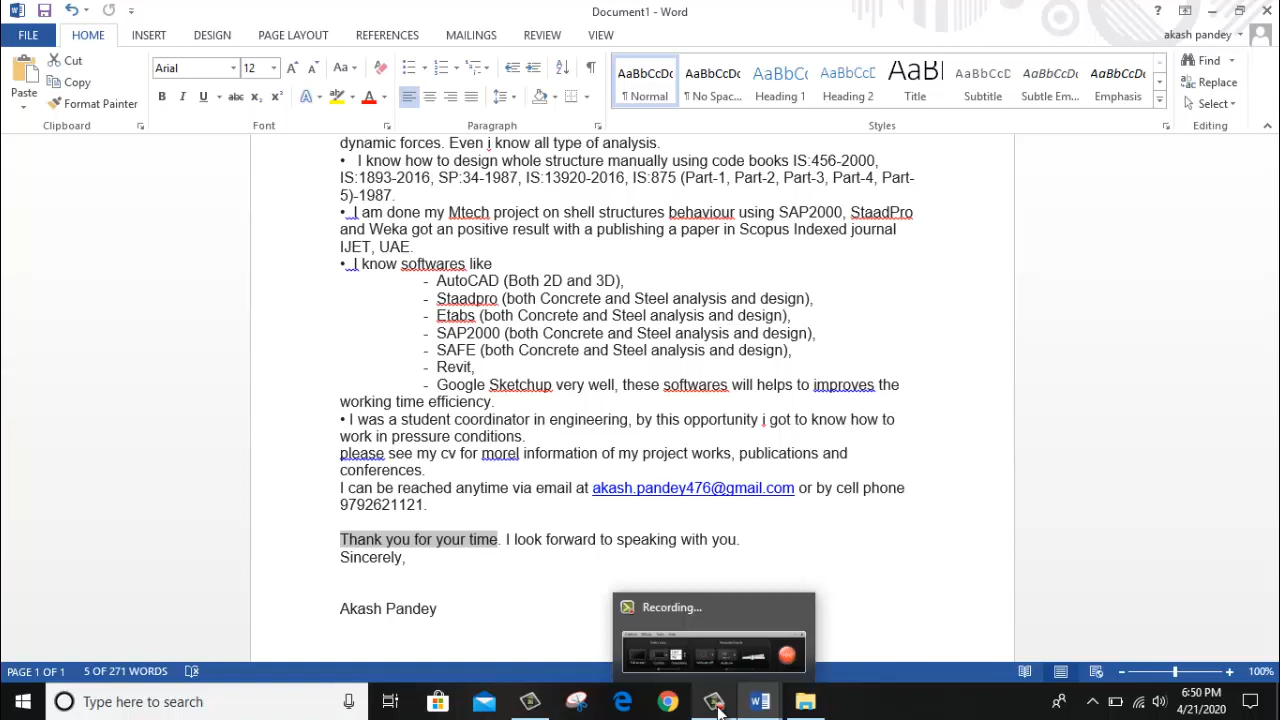 Document1 - Word
?
FILE HOME INSERT DESIGN PAGE LAYOUT REFERENCES MAILINGS REVIEW VIEW akash pandey
Paste
Cut
Copy
Format Painter
Clipboard
Arial 12 Aa
B I U abc x2 x2 A A
Font
Paragraph
AaBbCcDc AaBbCcDc AaBbCc AaBbCcC AaBl AaBbCcD AaBbCcDc AaBbCcDc
¶ Normal ¶ No Spac... Heading 1 Heading 2 Title Subtitle Subtle Em... Emphasis
Styles
Find
Replace
Select
Editing
dynamic forces. Even i know all type of analysis.
• I know how to design whole structure manually using code books IS:456-2000,
IS:1893-2016, SP:34-1987, IS:13920-2016, IS:875 (Part-1, Part-2, Part-3, Part-4, Part-
5)-1987.
• I am done my Mtech project on shell structures behaviour using SAP2000, StaadPro
and Weka got an positive result with a publishing a paper in Scopus Indexed journal
IJET, UAE.
• I know softwares like
- AutoCAD (Both 2D and 3D),
- Staadpro (both Concrete and Steel analysis and design),
- Etabs (both Concrete and Steel analysis and design),
- SAP2000 (both Concrete and Steel analysis and design),
- SAFE (both Concrete and Steel analysis and design),
- Revit,
- Google Sketchup very well, these softwares will helps to improves the
working time efficiency.
• I was a student coordinator in engineering, by this opportunity i got to know how to
work in pressure conditions.
please see my cv for morel information of my project works, publications and
conferences.
I can be reached anytime via email at akash.pandey476@gmail.com or by cell phone
9792621121.
Thank you for your time. I look forward to speaking with you.
Sincerely,
Akash Pandey
Recording...
PAGE 1 OF 1 5 OF 271 WORDS 100%
Type here to search
6:50 PM
4/21/2020